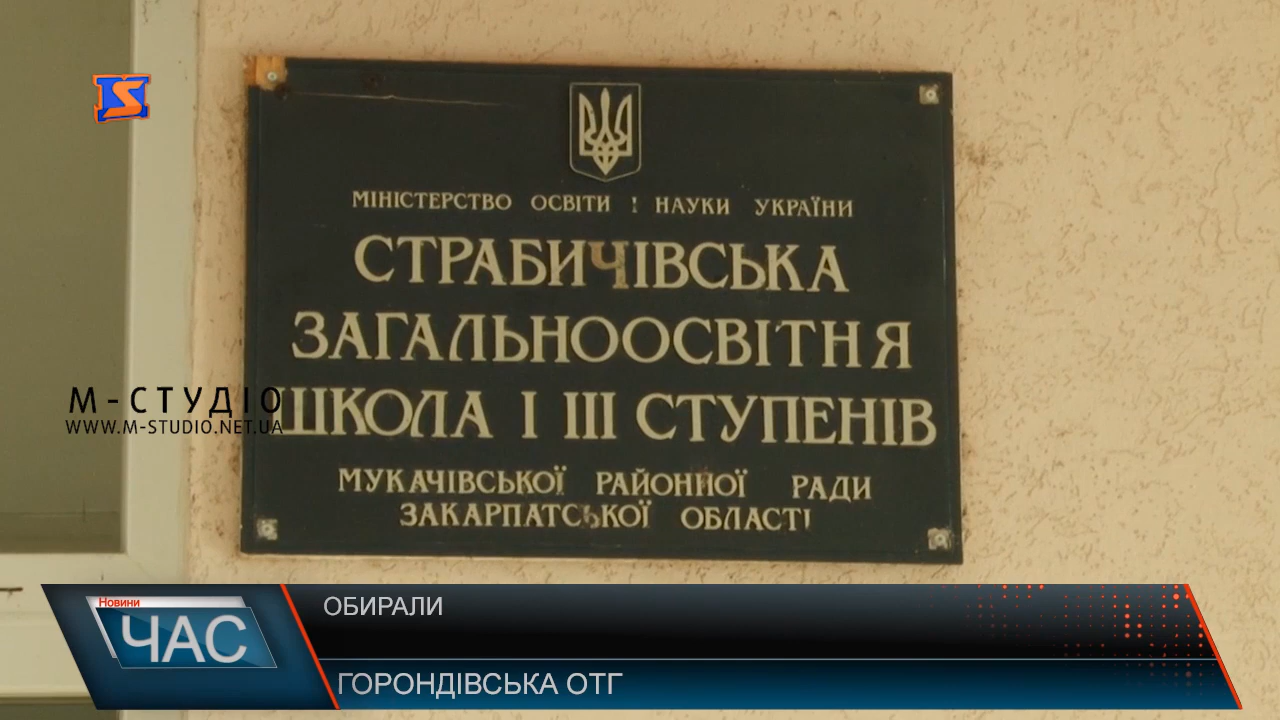 МІНІСТЕРСТВО ОСВІТИ І НАУКИ УКРАЇНИ
СТРАБИЧІВСЬКА
ЗАГАЛЬНООСВІТНЯ
ШКОЛА І ІІІ СТУПЕНІВ
МУКАЧІВСЬКОЇ РАЙОННОЇ РАДИ
ЗАКАРПАТСЬКОЇ ОБЛАСТІ
М-СТУДІО
WWW.M-STUDIO.NET.UA
Новини
ЧАС
ОБИРАЛИ
ГОРОНДІВСЬКА ОТГ